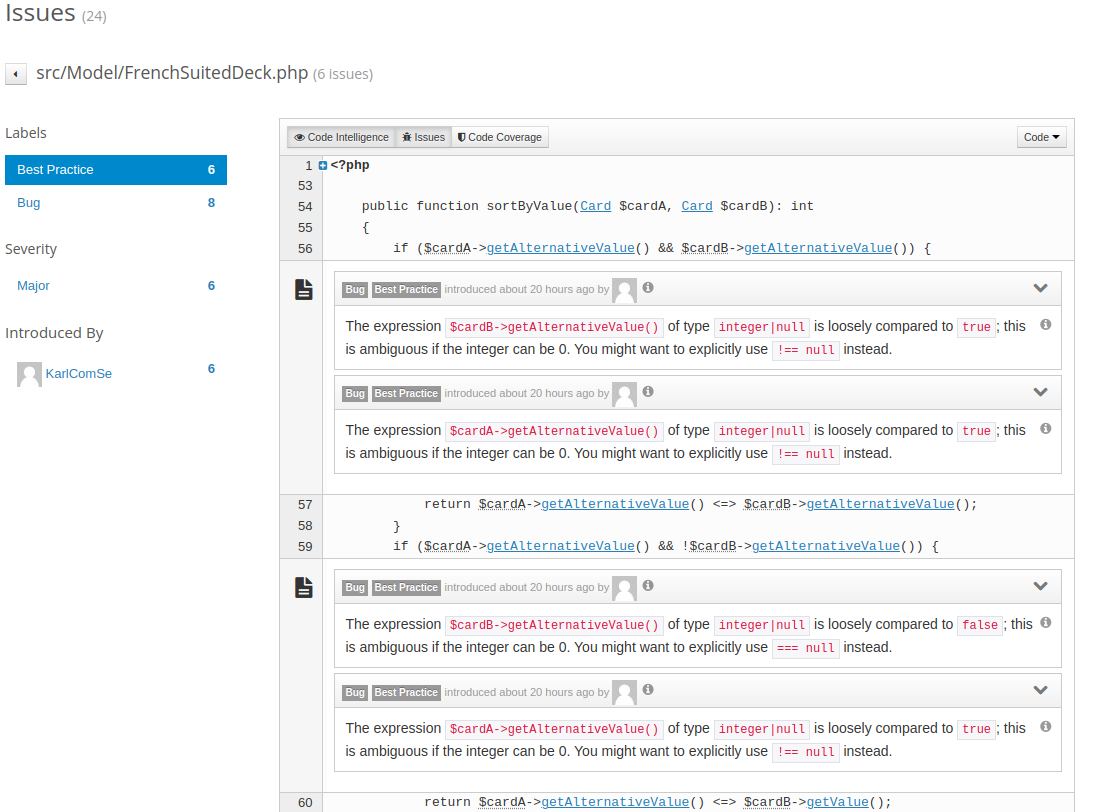 Issues (24)
src/Model/FrenchSuitedDeck.php (6 issues)
Labels
Best Practice 6
Bug 8
Severity
Major 6
Introduced By
KarlComSe 6
Code Intelligence Issues Code Coverage Code
1 <?php
53
54 public function sortByValue(Card $cardA, Card $cardB): int
55 {
56 if ($cardA->getAlternativeValue() && $cardB->getAlternativeValue()) {
Bug Best Practice introduced about 20 hours ago by
The expression $cardB->getAlternativeValue() of type integer|null is loosely compared to true; this
is ambiguous if the integer can be 0. You might want to explicitly use !== null instead.
Bug Best Practice introduced about 20 hours ago by
The expression $cardA->getAlternativeValue() of type integer|null is loosely compared to true; this
is ambiguous if the integer can be 0. You might want to explicitly use !== null instead.
57 return $cardA->getAlternativeValue() <=> $cardB->getAlternativeValue();
58 }
59 if ($cardA->getAlternativeValue() && !$cardB->getAlternativeValue()) {
Bug Best Practice introduced about 20 hours ago by
The expression $cardB->getAlternativeValue() of type integer|null is loosely compared to false; this
is ambiguous if the integer can be 0. You might want to explicitly use === null instead.
Bug Best Practice introduced about 20 hours ago by
The expression $cardA->getAlternativeValue() of type integer|null is loosely compared to true; this
is ambiguous if the integer can be 0. You might want to explicitly use !== null instead.
60 return $cardA->getAlternativeValue() <=> $cardB->getValue();